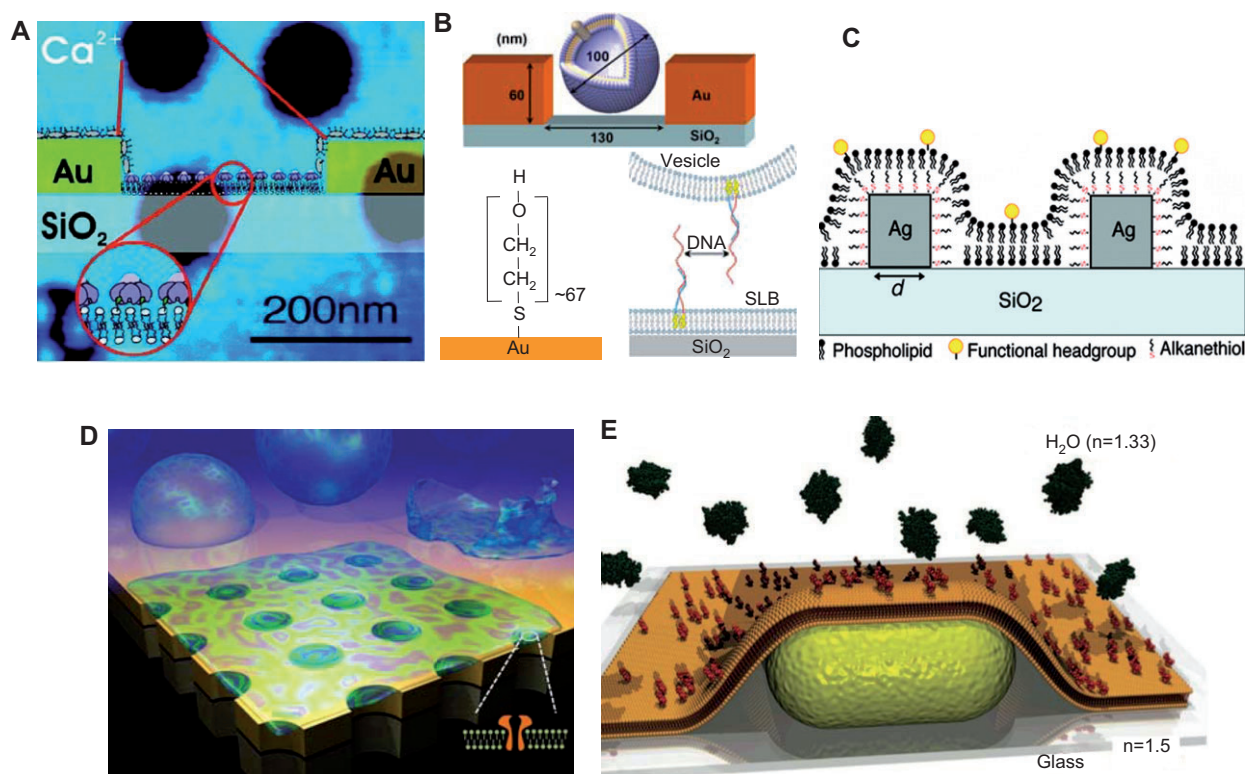 A
Ca2+
Au
Au
SiO2
200nm
B
(nm)
100
60
Au
130
SiO2
H
O
CH2
CH2
S
~67
Au
Vesicle
DNA
SLB
SiO2
C
Ag
Ag
d
SiO2
Phospholipid
Functional headgroup
Alkanethiol
D
E
H2O (n=1.33)
n=1.5
Glass